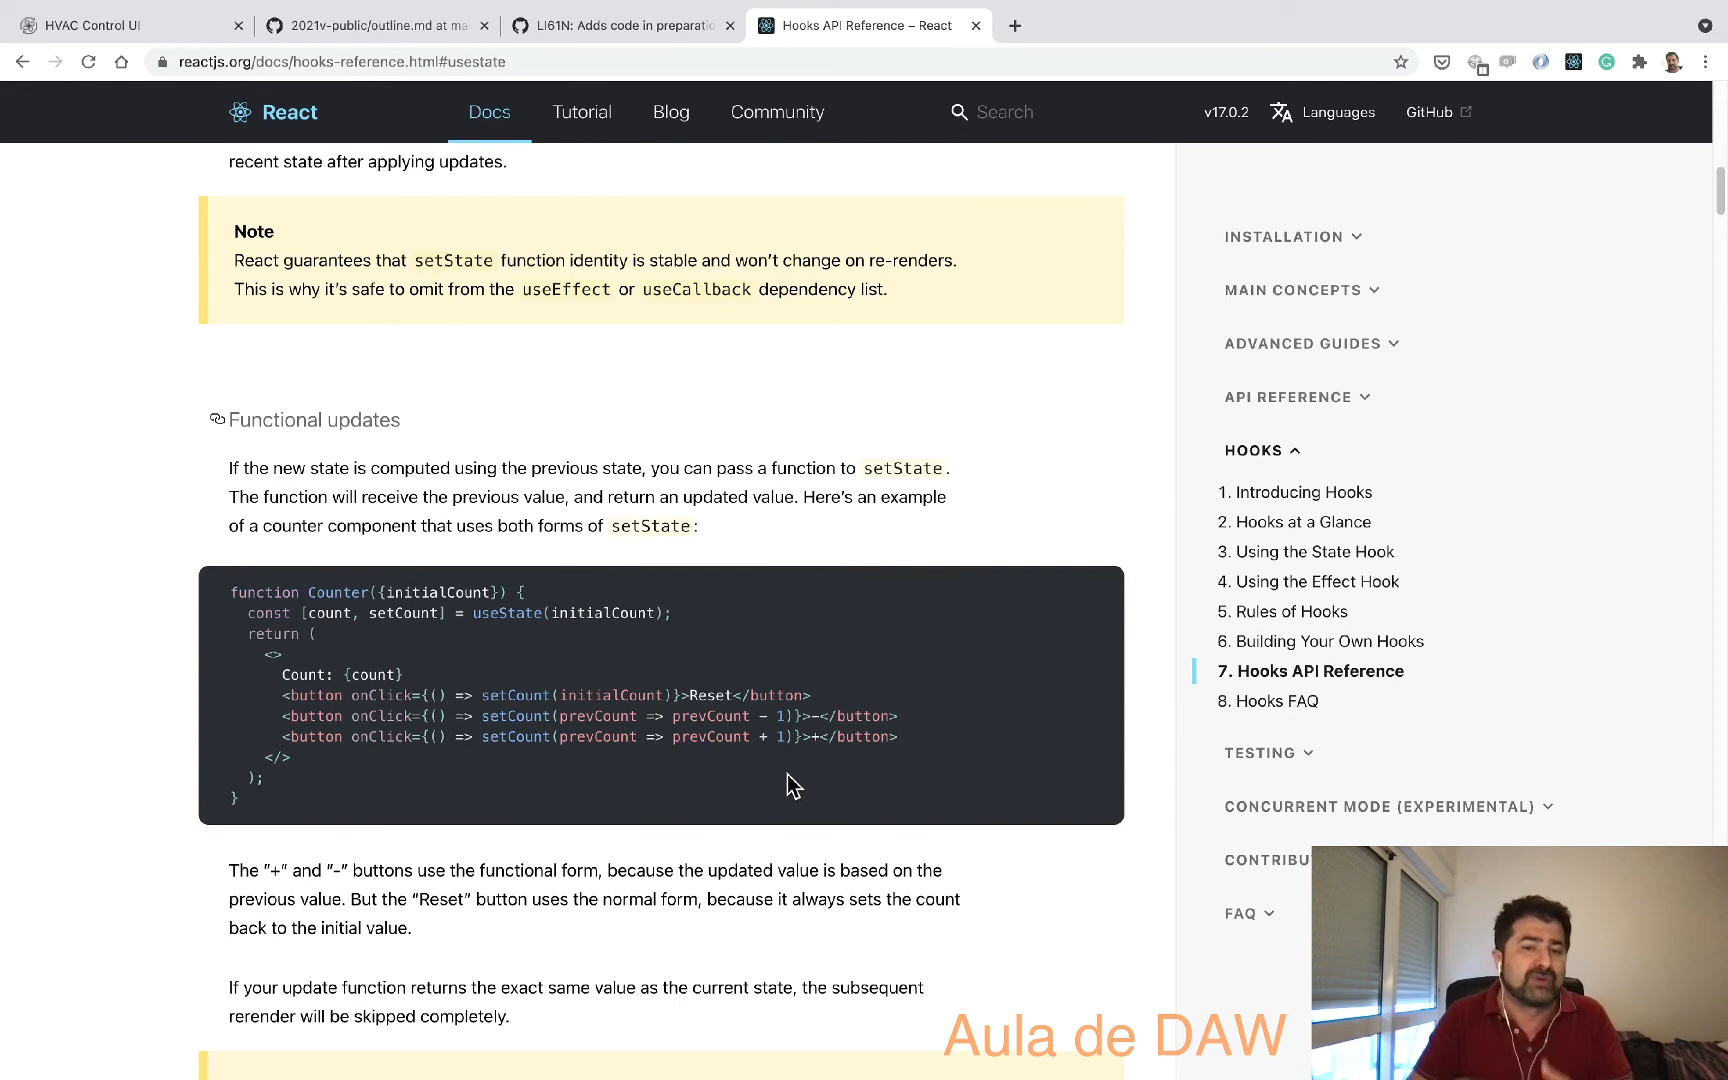 HVAC Control UI
2021v-public/outline.md at ma
LI61N: Adds code in preparatio
Hooks API Reference – React
reactjs.org/docs/hooks-reference.html#usestate
React
Docs
Tutorial
Blog
Community
Search
v17.0.2
Languages
GitHub
recent state after applying updates.
Note
React guarantees that setState function identity is stable and won’t change on re-renders.
This is why it’s safe to omit from the useEffect or useCallback dependency list.
Functional updates
If the new state is computed using the previous state, you can pass a function to setState.
The function will receive the previous value, and return an updated value. Here’s an example
of a counter component that uses both forms of setState:
function Counter({initialCount}) {
const [count, setCount] = useState(initialCount);
return (
<>
Count: {count}
<button onClick={() => setCount(initialCount)}>Reset</button>
<button onClick={() => setCount(prevCount => prevCount - 1)}>-</button>
<button onClick={() => setCount(prevCount => prevCount + 1)}>+</button>
</>
);
}
The ”+” and ”-” buttons use the functional form, because the updated value is based on the
previous value. But the “Reset” button uses the normal form, because it always sets the count
back to the initial value.
If your update function returns the exact same value as the current state, the subsequent
rerender will be skipped completely.
INSTALLATION
MAIN CONCEPTS
ADVANCED GUIDES
API REFERENCE
HOOKS
1. Introducing Hooks
2. Hooks at a Glance
3. Using the State Hook
4. Using the Effect Hook
5. Rules of Hooks
6. Building Your Own Hooks
7. Hooks API Reference
8. Hooks FAQ
TESTING
CONCURRENT MODE (EXPERIMENTAL)
CONTRIBU
FAQ
Aula de DAW